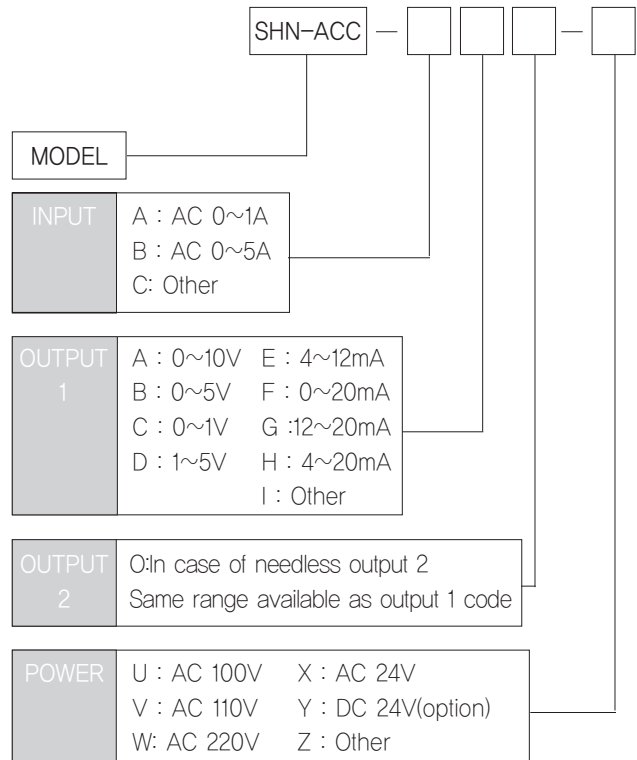 SHN-ACC — —
MODEL
INPUT
A : AC 0~1A
B : AC 0~5A
C: Other
OUTPUT
1
A : 0~10V E : 4~12mA
B : 0~5V F : 0~20mA
C : 0~1V G :12~20mA
D : 1~5V H : 4~20mA
I : Other
OUTPUT
2
O:In case of needless output 2
Same range available as output 1 code
POWER
U : AC 100V X : AC 24V
V : AC 110V Y : DC 24V(option)
W: AC 220V Z : Other